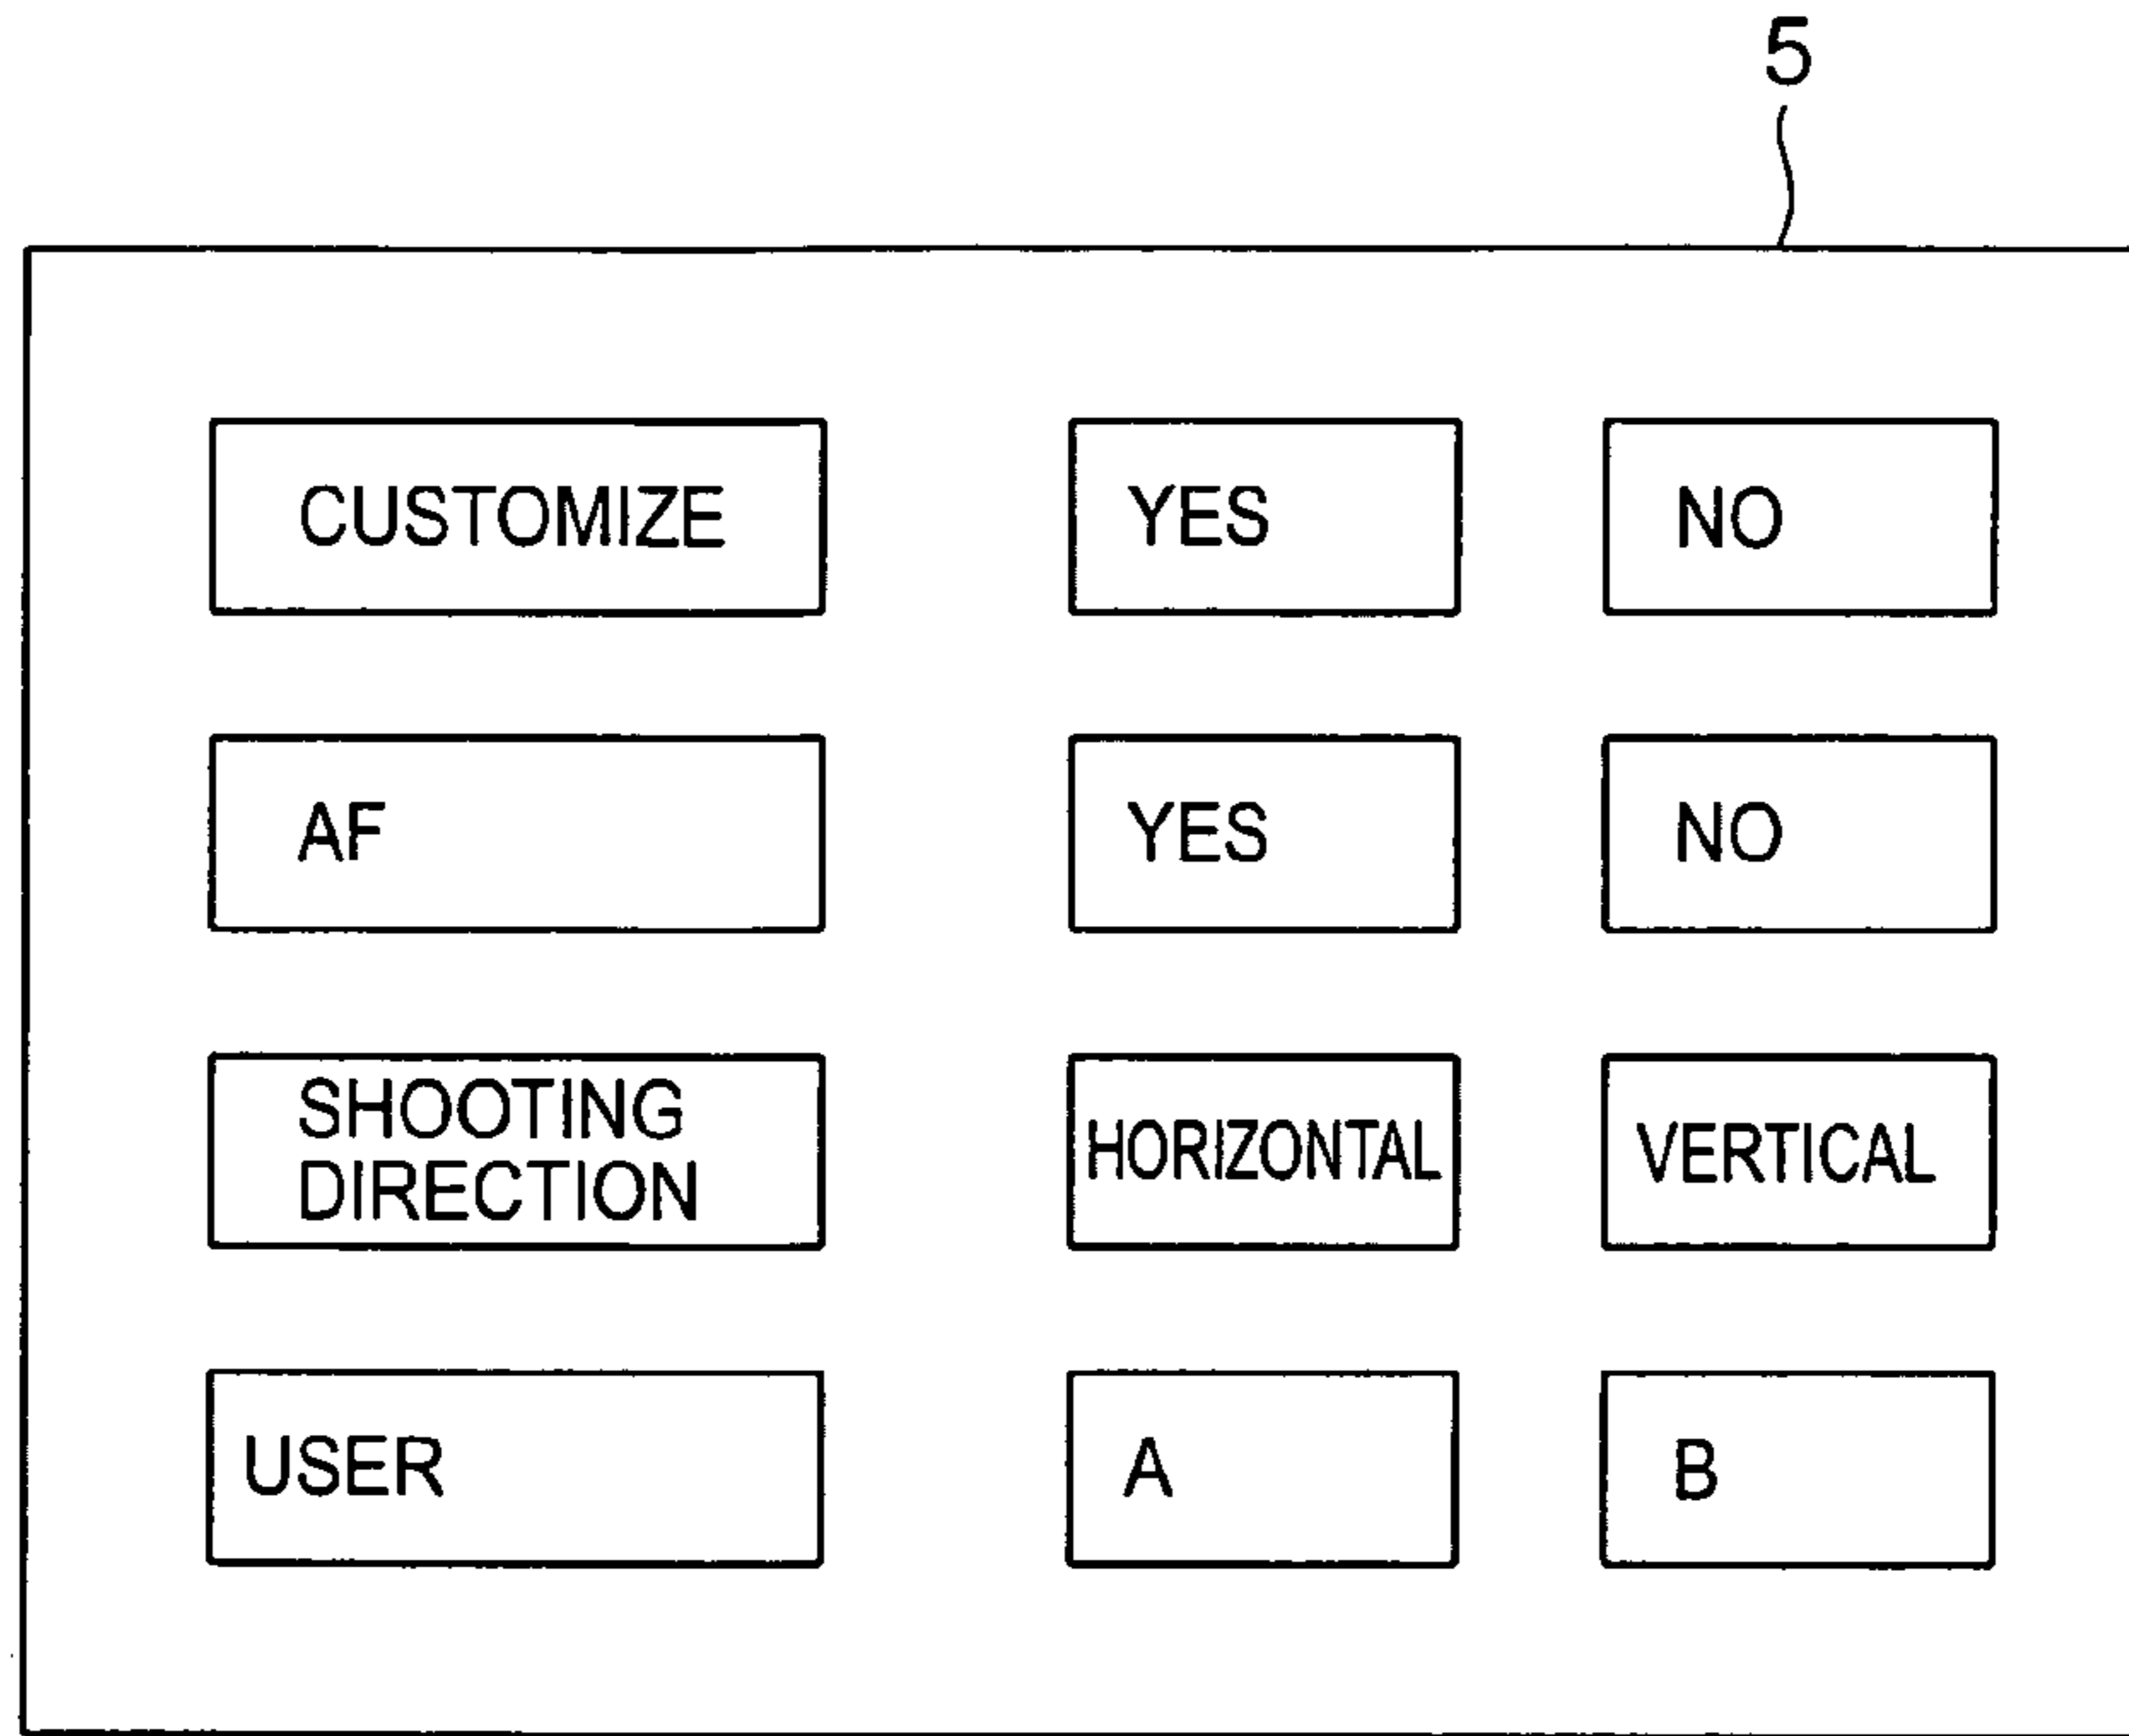 5
CUSTOMIZE YES NO
AF YES NO
SHOOTING
DIRECTION HORIZONTAL VERTICAL
USER A B